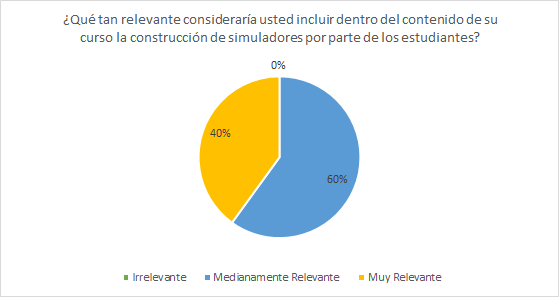 ¿Qué tan relevante consideraría usted incluir dentro del contenido de su
curso la construcción de simuladores por parte de los estudiantes?
0%
40%
60%
Irrelevante
Medianamente Relevante
Muy Relevante